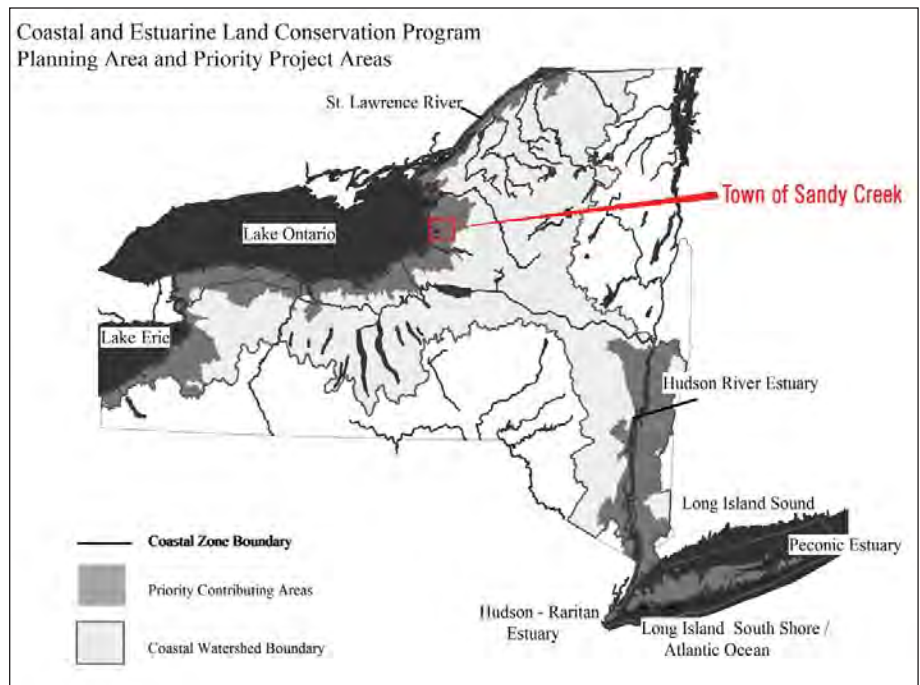 Coastal and Estuarine Land Conservation Program
Planning Area and Priority Project Areas
St. Lawrence River
Town of Sandy Creek
Lake Ontario
Lake Eric
Hudson River Estuary
Long Island Sound
Peconic Estuary
Coastal Zone Boundary
Priority Contributing Areas
Hudson - Raritan
Estuary
Long Island South Shore /
Atlantic Ocean
Coastal Watershed Boundary